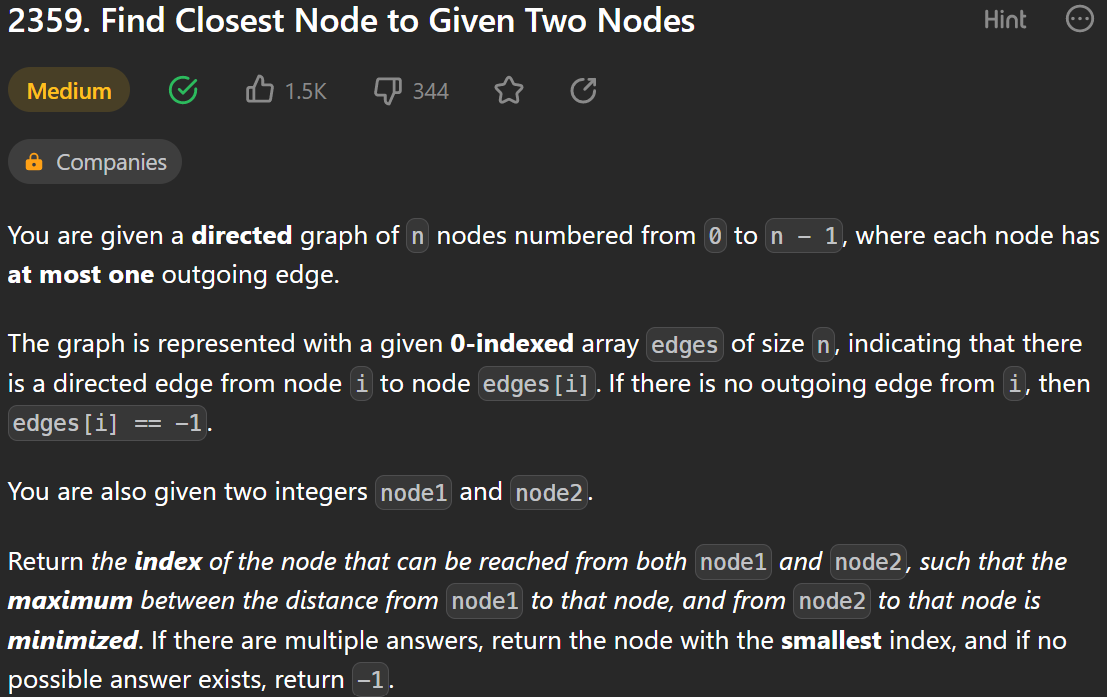 2359. Find Closest Node to Given Two Nodes Hint
Medium 1.5K 344
Companies
You are given a directed graph of n nodes numbered from 0 to n - 1, where each node has
at most one outgoing edge.
The graph is represented with a given 0-indexed array edges of size n, indicating that there
is a directed edge from node i to node edges[i]. If there is no outgoing edge from i, then
edges[i] == -1.
You are also given two integers node1 and node2.
Return the index of the node that can be reached from both node1 and node2, such that the
maximum between the distance from node1 to that node, and from node2 to that node is
minimized. If there are multiple answers, return the node with the smallest index, and if no
possible answer exists, return -1.